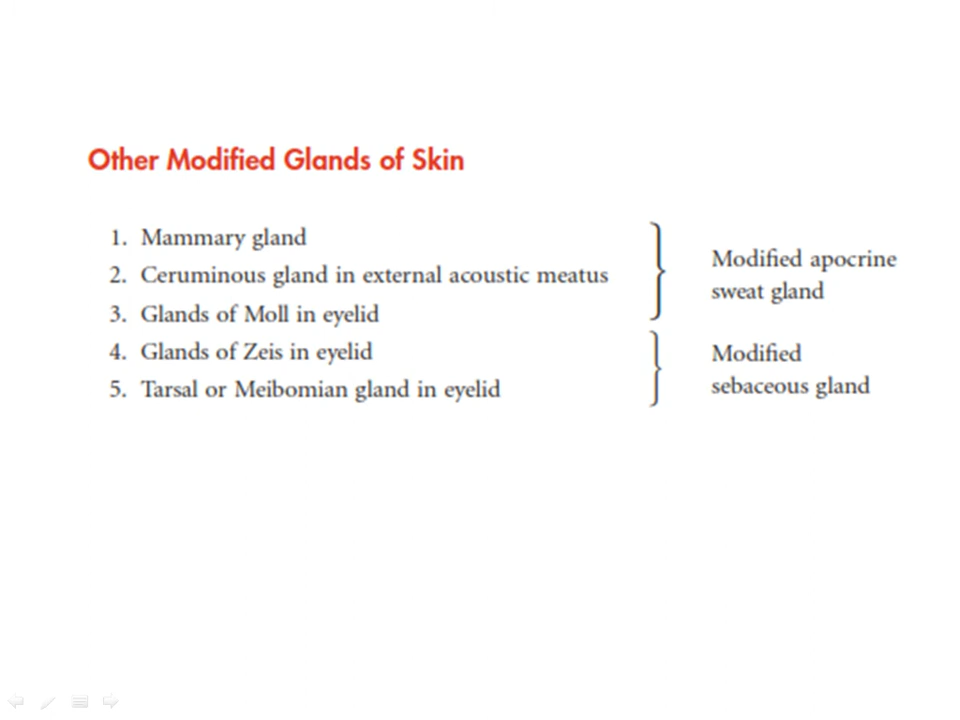 Other Modified Glands of Skin
1. Mammary gland
2. Ceruminous gland in external acoustic meatus
3. Glands of Moll in eyelid
Modified apocrine
sweat gland
4. Glands of Zeis in eyelid
5. Tarsal or Meibomian gland in eyelid
Modified
sebaceous gland